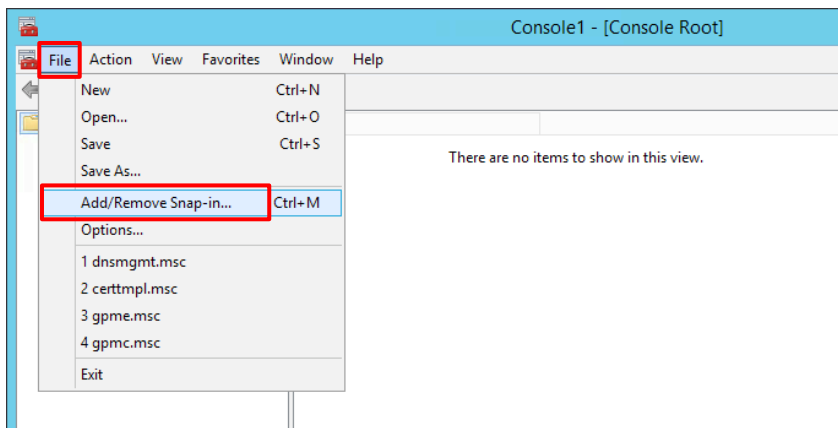 Console1 - [Console Root]
File Action View Favorites Window Help
New Ctrl+N
Open... Ctrl+O
Save Ctrl+S
Save As...
Add/Remove Snap-in... Ctrl+M
Options...
1 dnsmgmt.msc
2 certtmpl.msc
3 gpme.msc
4 gpmc.msc
Exit
There are no items to show in this view.